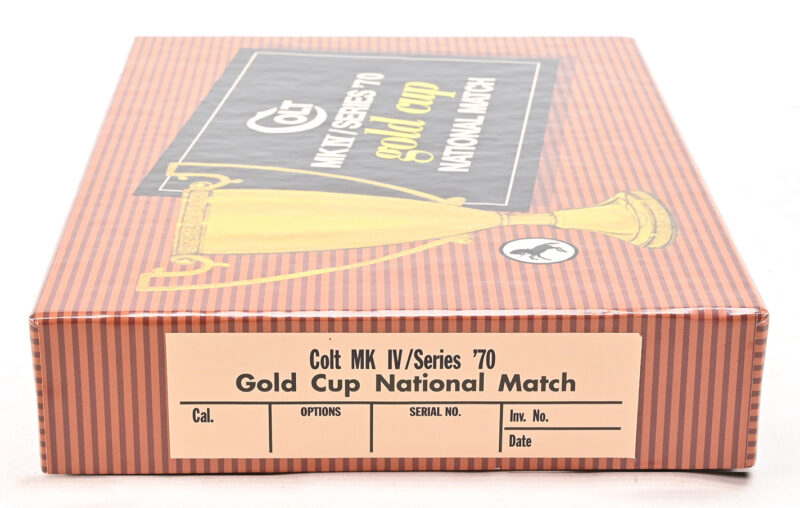 COLT
MK IV/SERIES '70
gold cup
NATIONAL MATCH
Colt MK IV/Series '70
Gold Cup National Match
Cal.
OPTIONS
SERIAL NO.
Inv. No.
Date